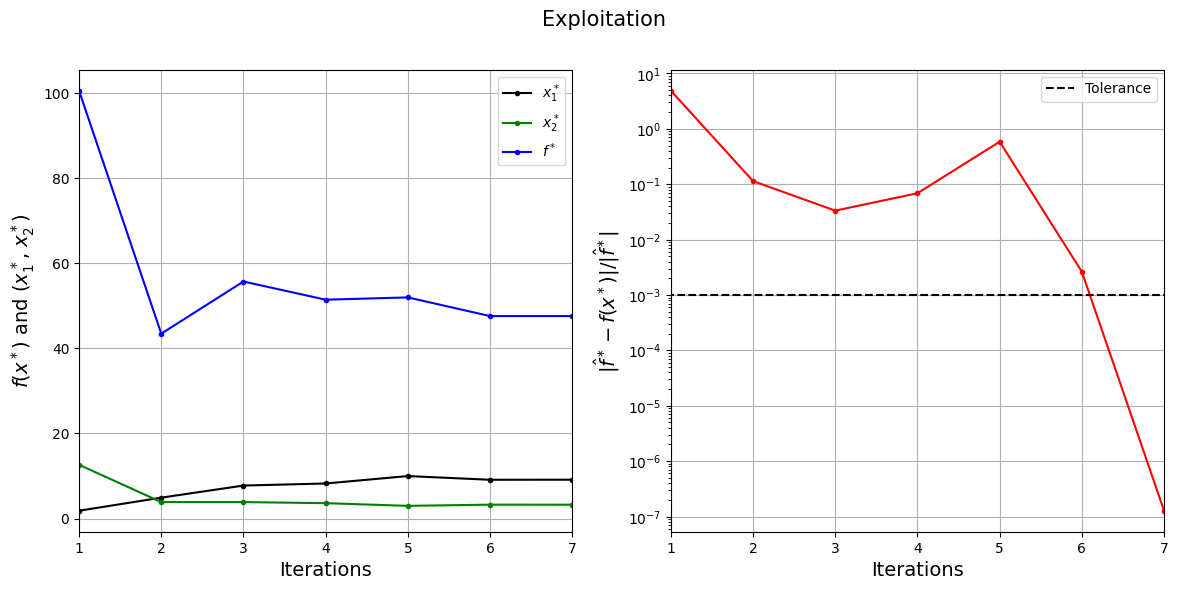 Exploitation
f(x*) and (x₁*, x₂*)
100
80
60
40
20
0
x₁*
x₂*
f*
1 2 3 4 5 6 7
Iterations
|f̂* − f(x*)|/|f̂*|
10¹
10⁰
10⁻¹
10⁻²
10⁻³
10⁻⁴
10⁻⁵
10⁻⁶
10⁻⁷
Tolerance
1 2 3 4 5 6 7
Iterations